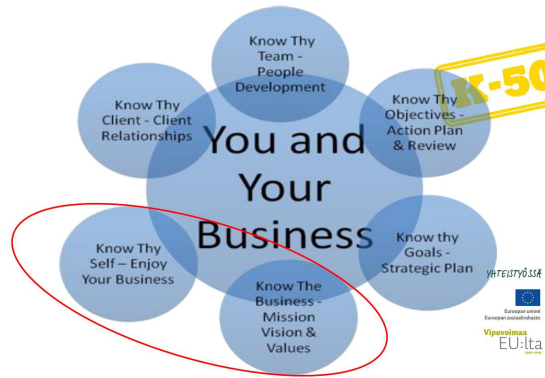 Know Thy
Team -
People
Development
Know Thy
Client - Client
Relationships
Know Thy
Objectives -
Action Plan
& Review
K-50
You and
Your
Business
Know Thy
Self – Enjoy
Your Business
Know The
Business -
Mission
Vision &
Values
Know thy
Goals -
Strategic Plan
YHTEISTYÖSSÄ
Euroopan unioni
Euroopan sosiaalirahasto
Vipuvoimaa
EU:lta